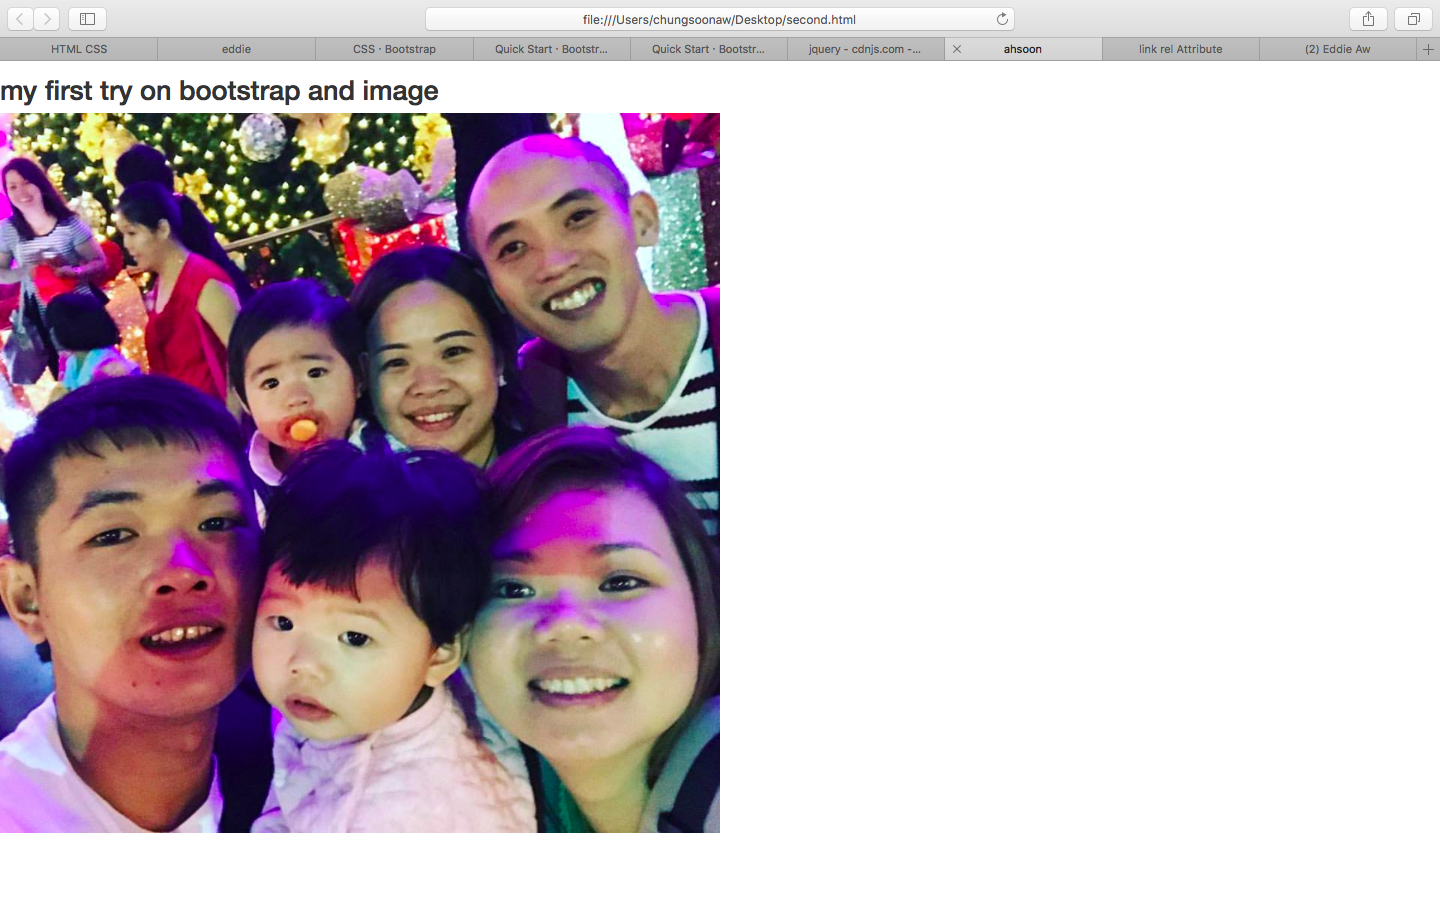 file:///Users/chungsoonaw/Desktop/second.html
HTML CSS
eddie
CSS · Bootstrap
Quick Start · Bootstr...
Quick Start · Bootstr...
jquery - cdnjs.com -...
ahsoon
link rel Attribute
(2) Eddie Aw
my first try on bootstrap and image